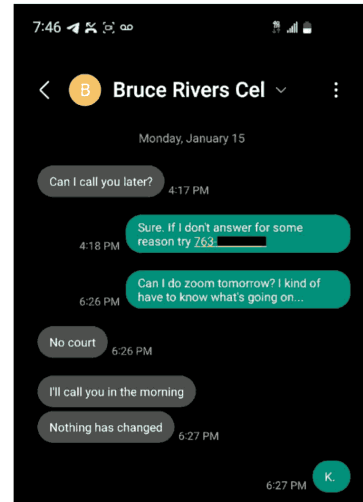 7:46
B Bruce Rivers Cel
Monday, January 15
Can I call you later?
4:17 PM
Sure. If I don't answer for some
reason try 763-
4:18 PM
Can I do zoom tomorrow? I kind of
have to know what's going on...
6:26 PM
No court
6:26 PM
I'll call you in the morning
Nothing has changed
6:27 PM
K.
6:27 PM